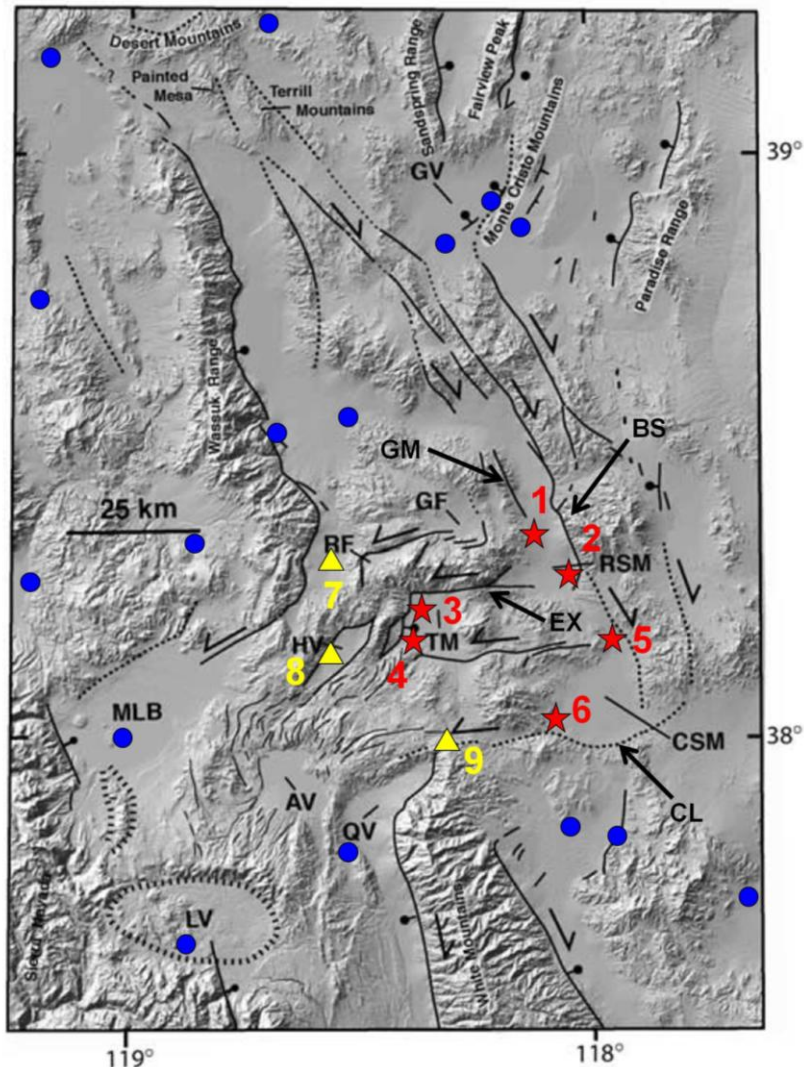 Desert Mountains
Painted
Mesa
?
Terrill
Mountains
Sandspring Range
Fairview Peak
Monte Cristo Mountains
GV
39°
Paradise Range
Wassuk Range
BS
GM
25 km
GF
1
2
RF
RSM
7
3
EX
HV
TM
5
8
4
6
MLB
38°
9
CSM
AV
CL
QV
LV
White Mountains
119°
118°